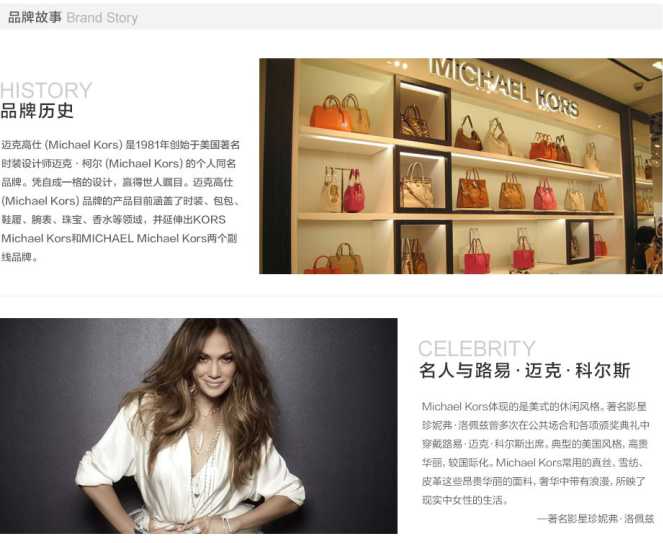 品牌故事 Brand Story
HISTORY
品牌历史
迈克高仕 (Michael Kors) 是1981年创始于美国著名
时装设计师迈克·柯尔 (Michael Kors) 的个人同名
品牌。凭自成一格的设计，赢得世人瞩目。迈克高仕
(Michael Kors) 品牌的产品目前涵盖了时装、包包、
鞋履、腕表、珠宝、香水等领域，并延伸出KORS
Michael Kors和MICHAEL Michael Kors两个副
线品牌。
MICHAEL KORS
CELEBRITY
名人与路易·迈克·科尔斯
Michael Kors体现的是美式的休闲风格。著名影星
珍妮弗·洛佩兹曾多次在公共场合和各项颁奖典礼中
穿戴路易·迈克·科尔斯出席。典型的美国风格，高贵
华丽，较国际化。Michael Kors常用的真丝、雪纺、
皮革这些昂贵华丽的面料，奢华中带有浪漫，所映了
现实中女性的生活。
—著名影星珍妮弗·洛佩兹